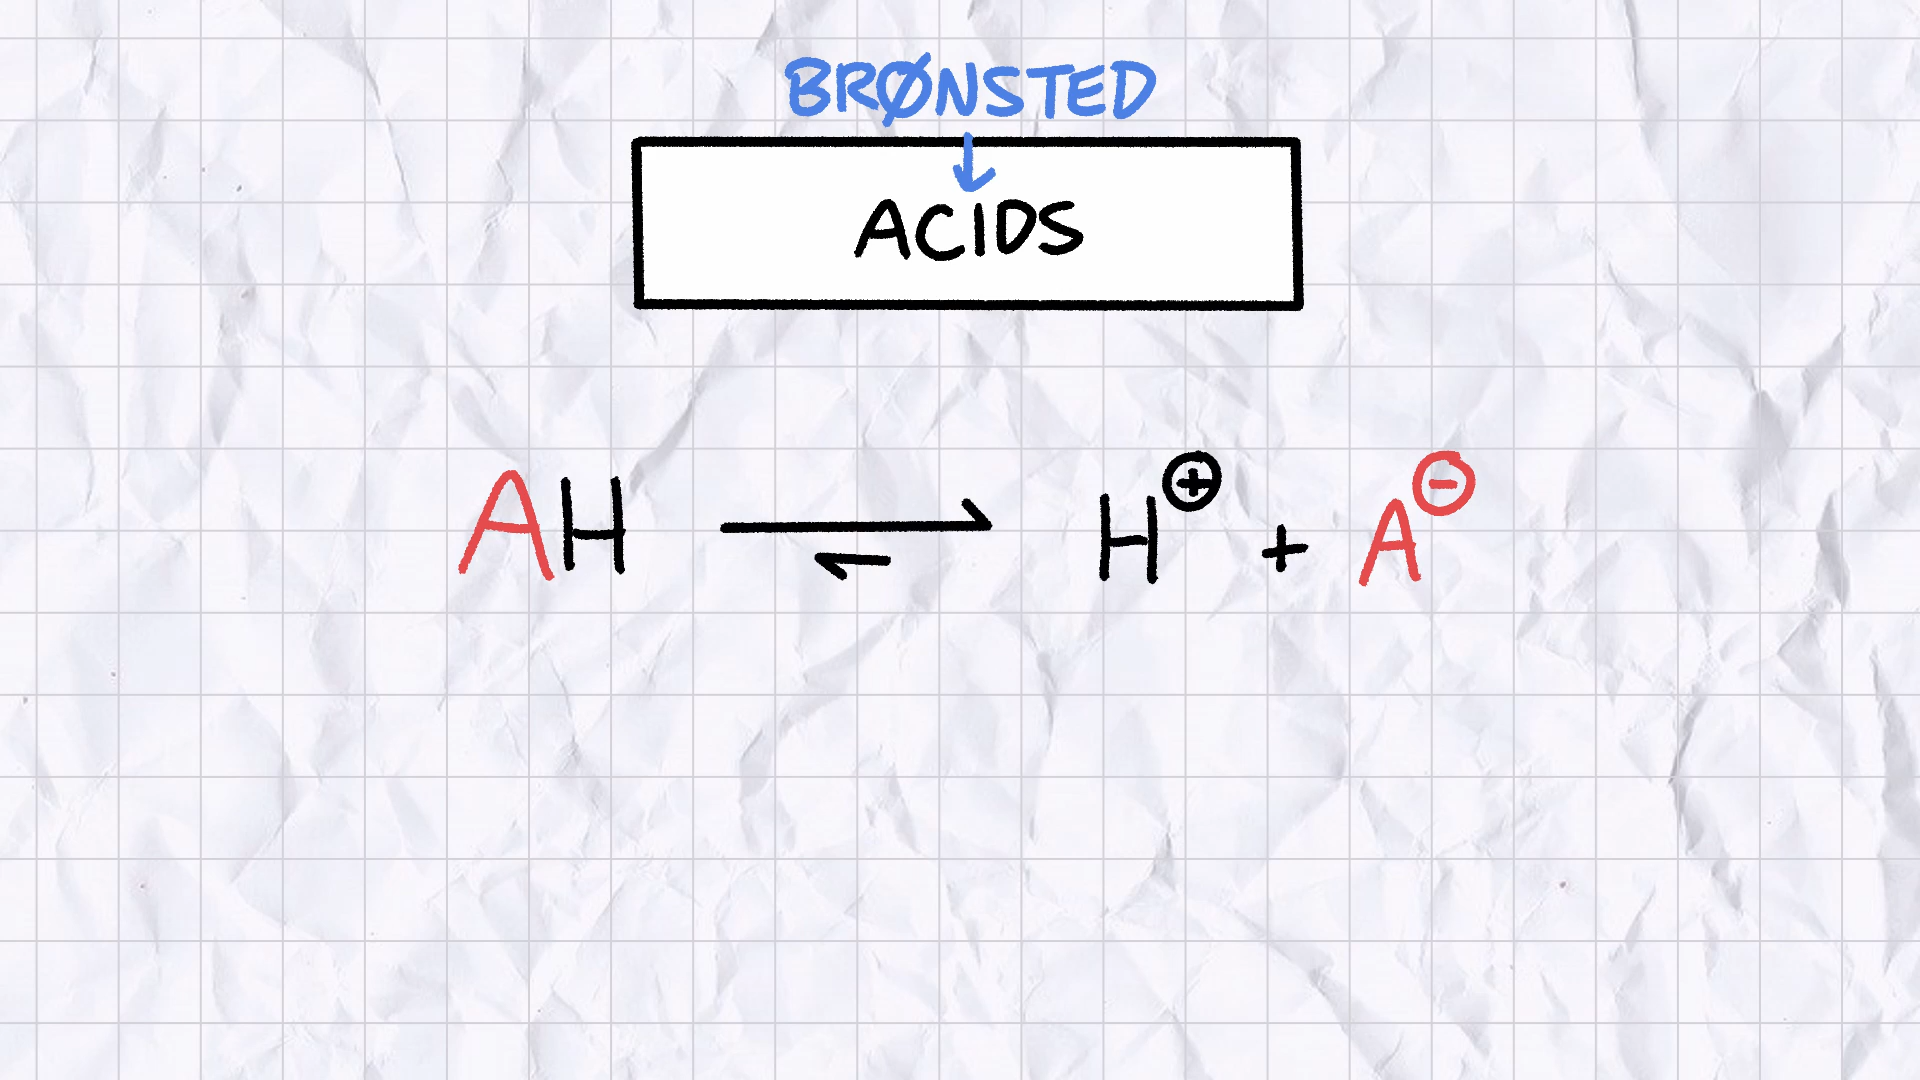 BRØNSTED
ACIDS
AH ⇌ H⊕ + A⊖